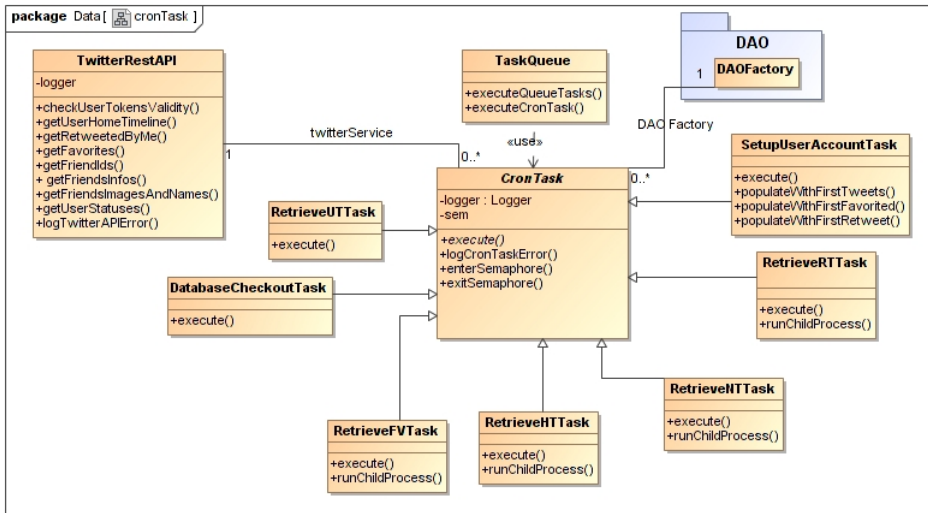 package Data[ cronTask ]
TwitterRestAPI
-logger
+checkUserTokensValidity()
+getUserHomeTimeline()
+getRetweetedByMe()
+getFavorites()
+getFriendIds()
+ getFriendsInfos()
+getFriendsImagesAndNames()
+getUserStatuses()
+logTwitterAPIError()
twitterService
1
0..*
TaskQueue
+executeQueueTasks()
+executeCronTask()
«use»
DAO
DAOFactory
1
DAO Factory
0..*
CronTask
-logger : Logger
-sem
+execute()
+logCronTaskError()
+enterSemaphore()
+exitSemaphore()
SetupUserAccountTask
+execute()
+populateWithFirstTweets()
+populateWithFirstFavorited()
+populateWithFirstRetweet()
RetrieveUTTask
+execute()
RetrieveRTTask
+execute()
+runChildProcess()
DatabaseCheckoutTask
+execute()
RetrieveNTTask
+execute()
+runChildProcess()
RetrieveFVTask
+execute()
+runChildProcess()
RetrieveHTTask
+execute()
+runChildProcess()